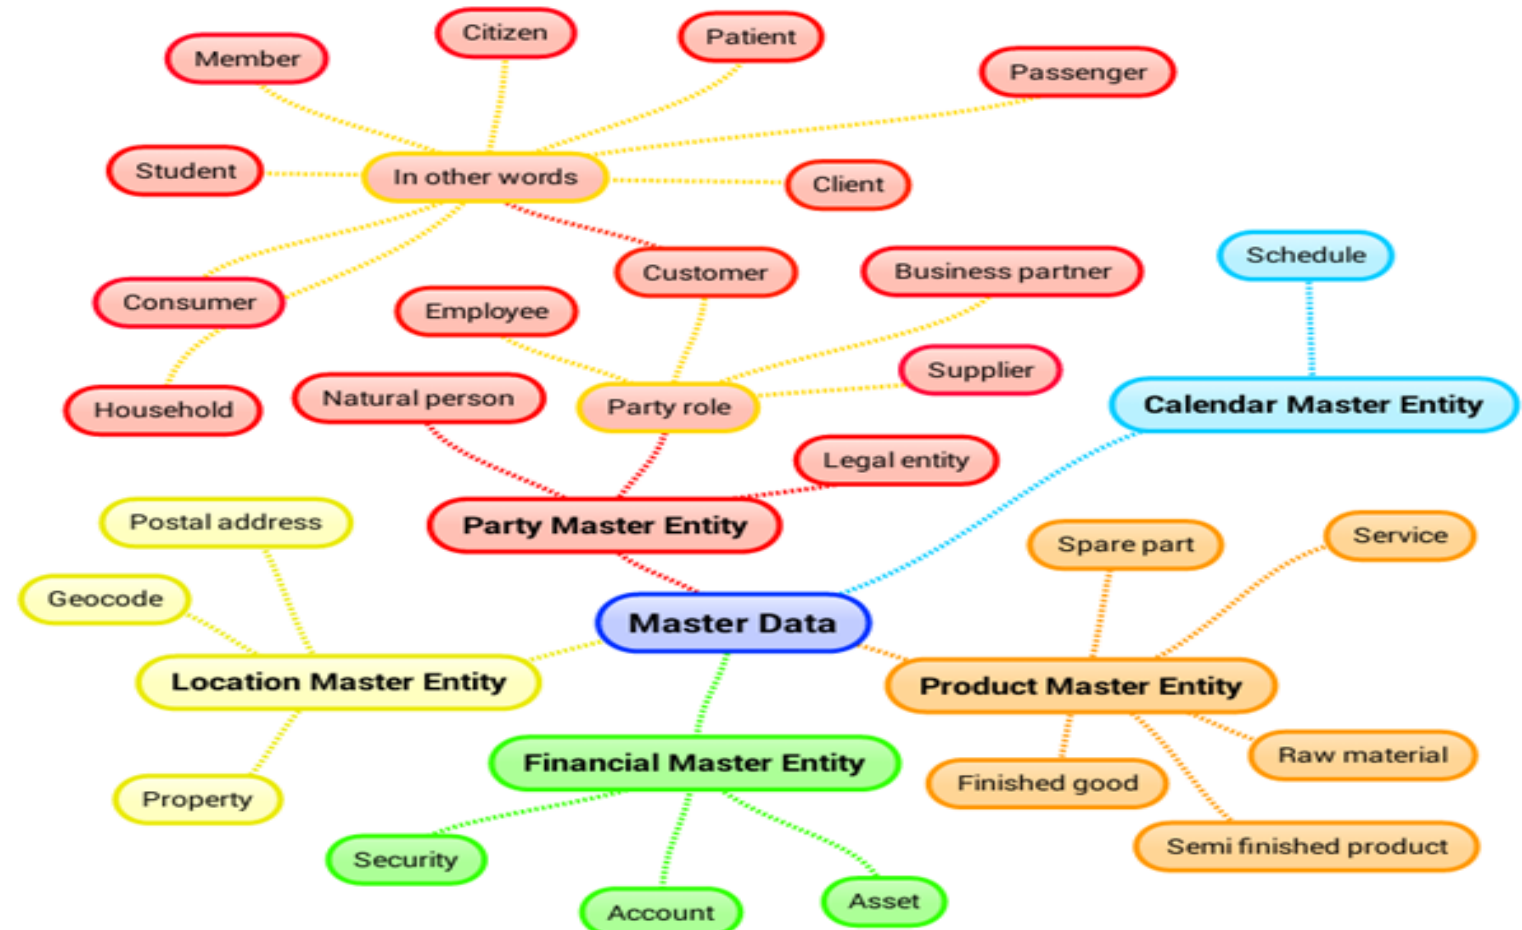 Citizen
Patient
Member
Passenger
Student
In other words
Client
Schedule
Customer
Business partner
Consumer
Employee
Supplier
Natural person
Party role
Calendar Master Entity
Household
Legal entity
Postal address
Party Master Entity
Spare part
Service
Geocode
Master Data
Location Master Entity
Product Master Entity
Financial Master Entity
Raw material
Finished good
Property
Semi finished product
Security
Asset
Account